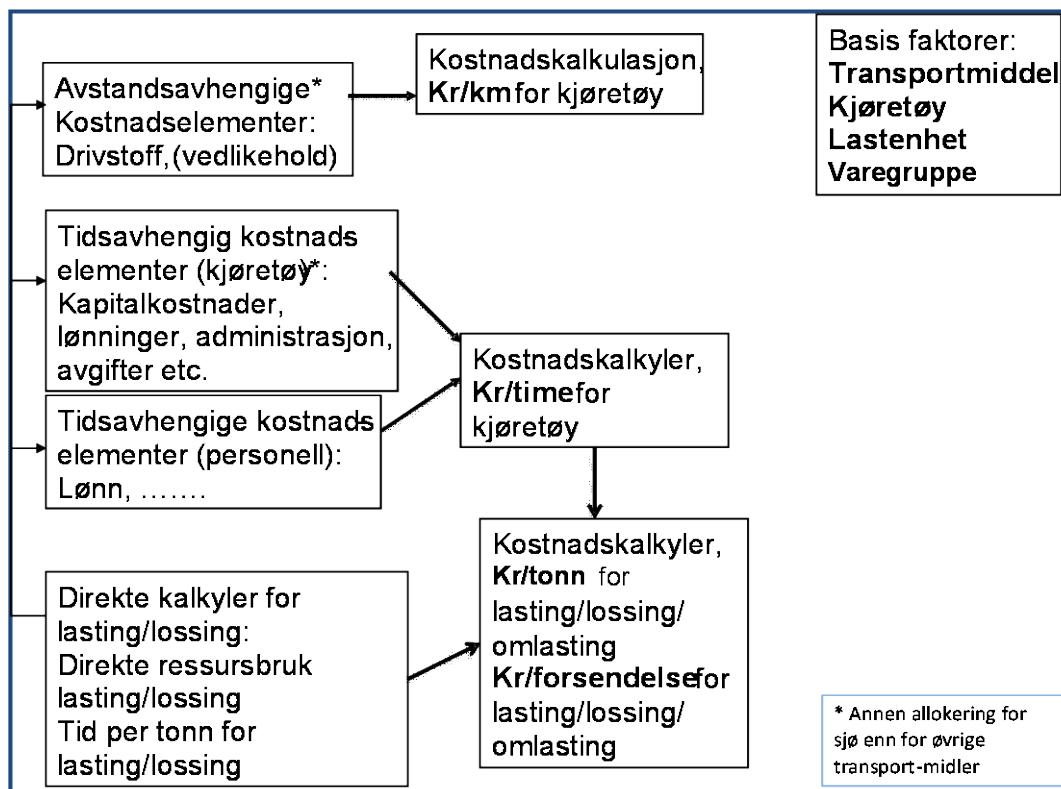 Avstandsavhengige*
Kostnadselementer:
Drivstoff, (vedlikehold)
Kostnadskalkulasjon,
Kr/km for kjøretøy
Basis faktorer:
Transportmiddel
Kjøretøy
Lastenhet
Varegruppe
Tidsavhengig kostnads-
elementer (kjøretøy)*:
Kapitalkostnader,
lønninger, administrasjon,
avgifter etc.
Tidsavhengige kostnads-
elementer (personell):
Lønn, .......
Kostnadskalkyler,
Kr/time for
kjøretøy
Direkte kalkyler for
lasting/lossing:
Direkte ressursbruk
lasting/lossing
Tid per tonn for
lasting/lossing
Kostnadskalkyler,
Kr/tonn for
lasting/lossing/
omlasting
Kr/forsendelse for
lasting/lossing/
omlasting
* Annen allokering for
sjø enn for øvrige
transport-midler